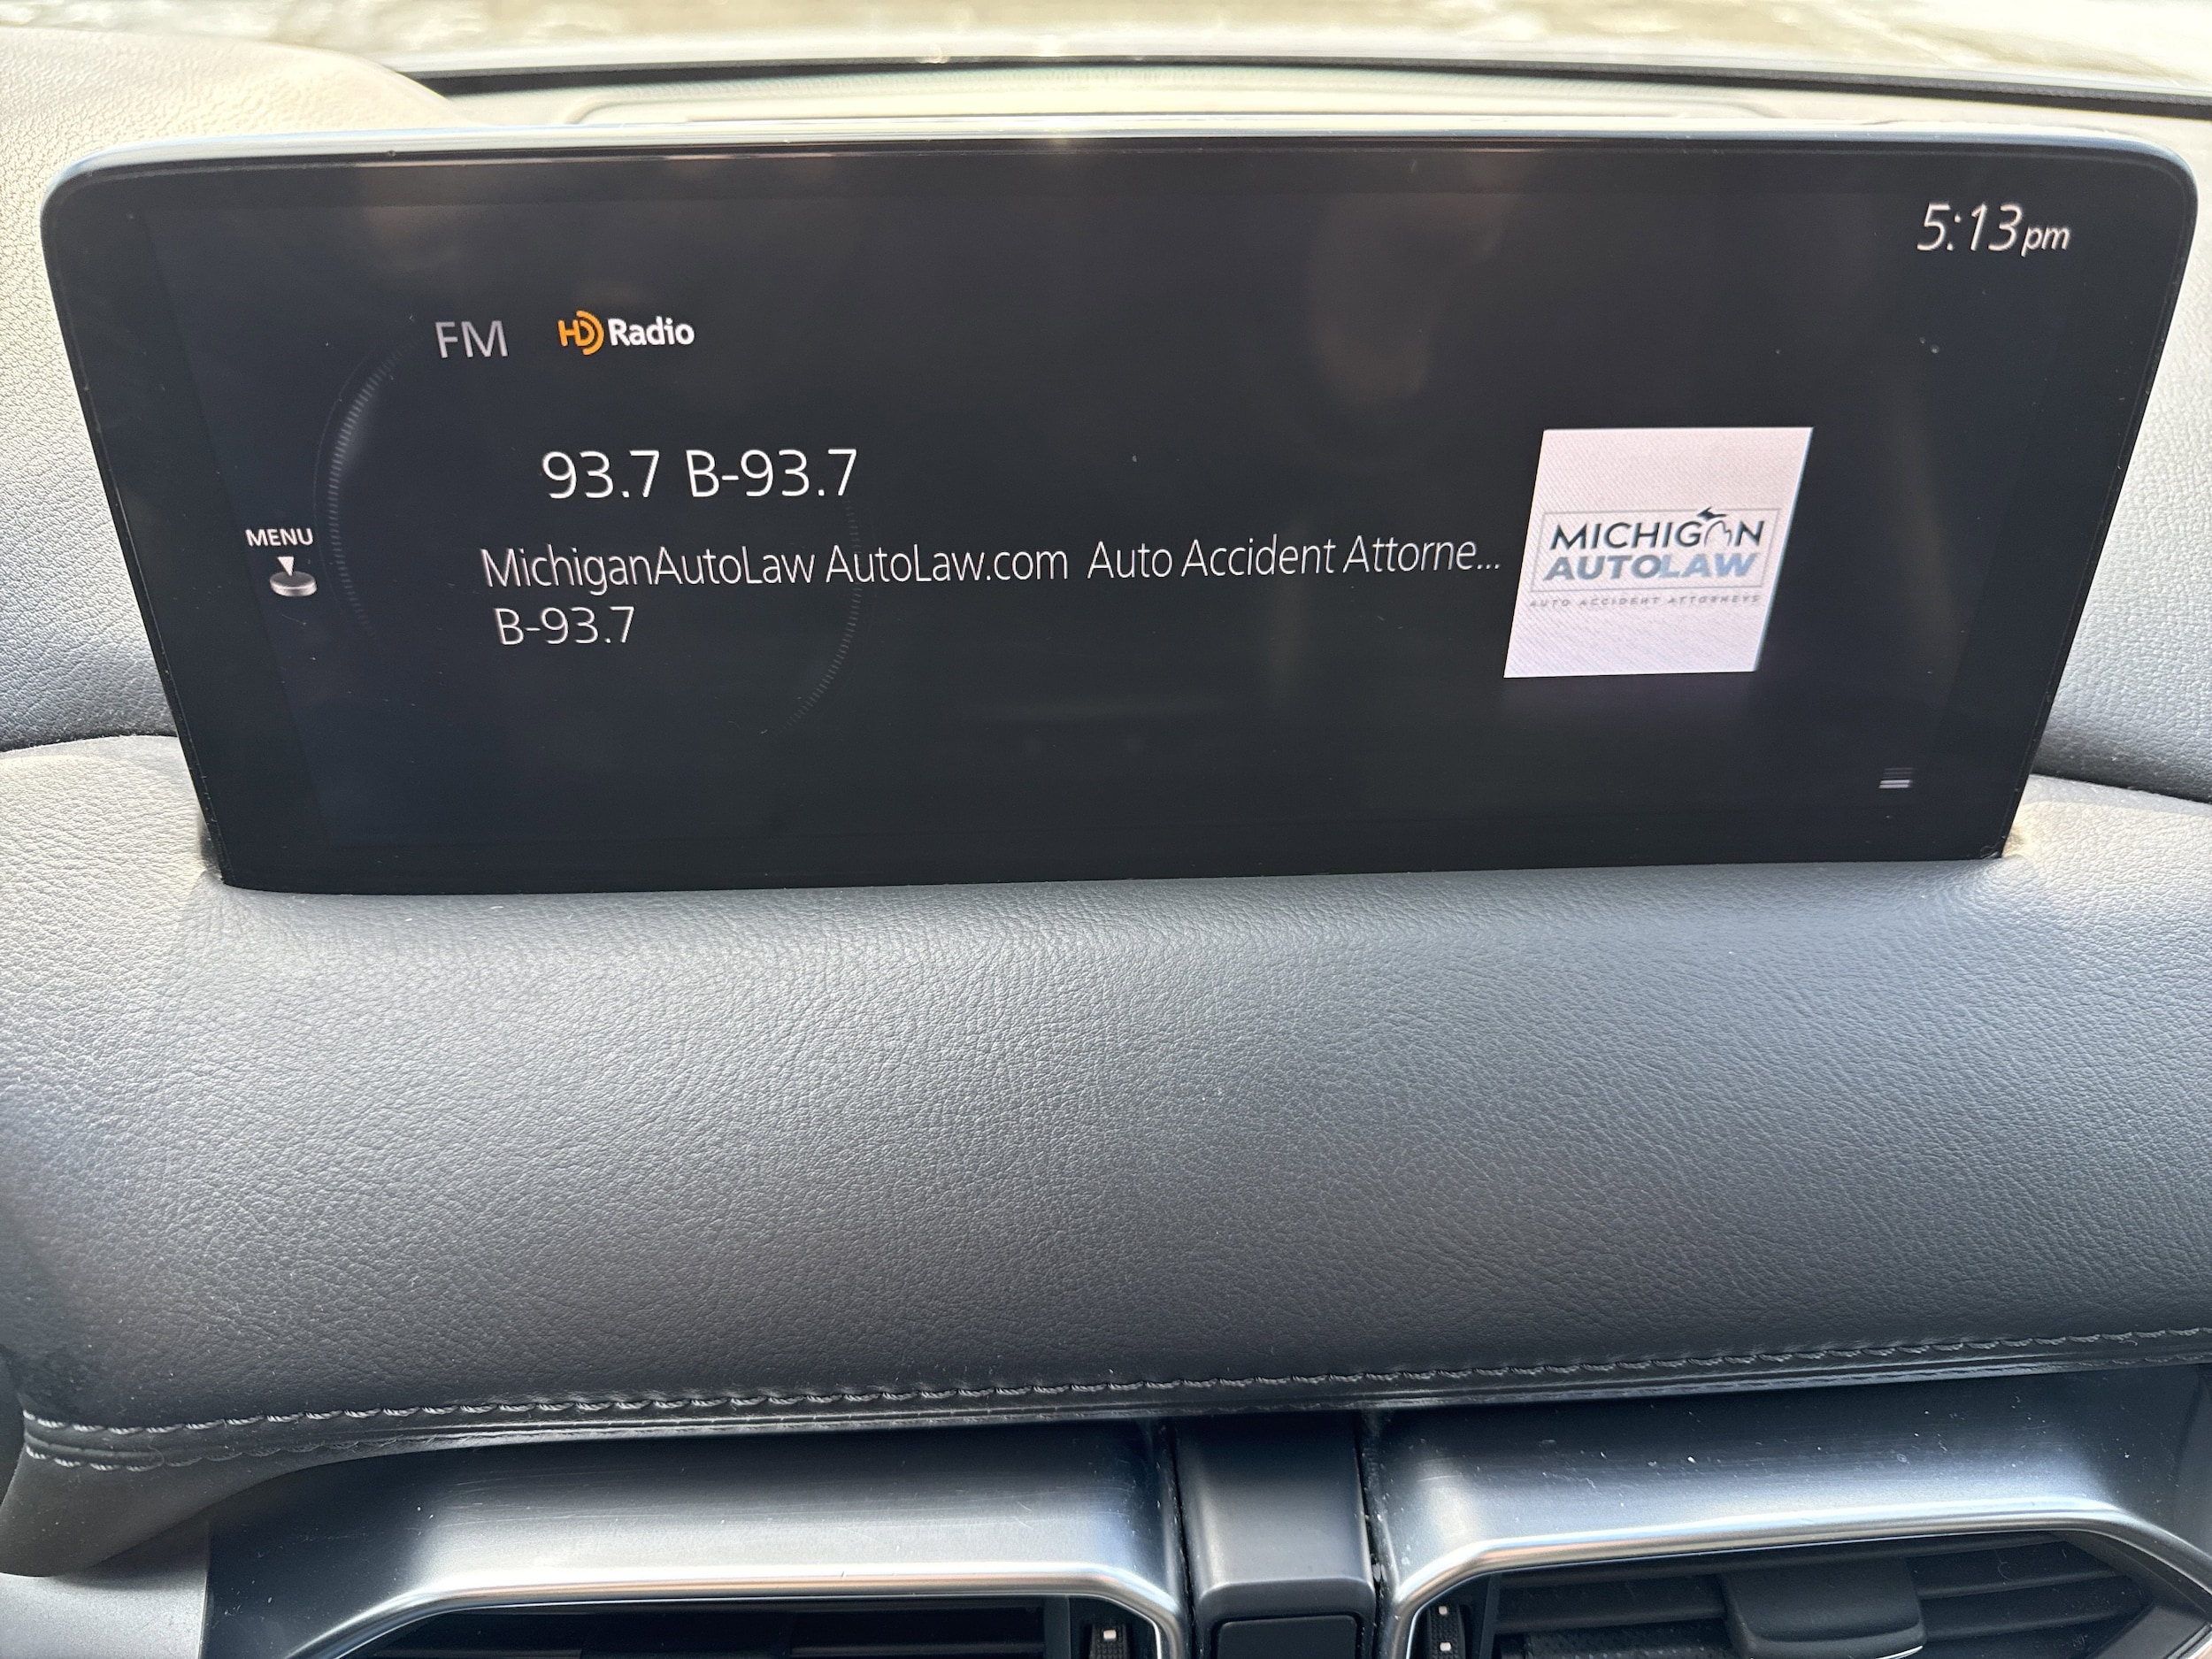 5:13pm
FM HD Radio
93.7 B-93.7
MENU
MichiganAutoLaw AutoLaw.com Auto Accident Attorne...
B-93.7
MICHIGAN
AUTOLAW
AUTO ACCIDENT ATTORNEYS